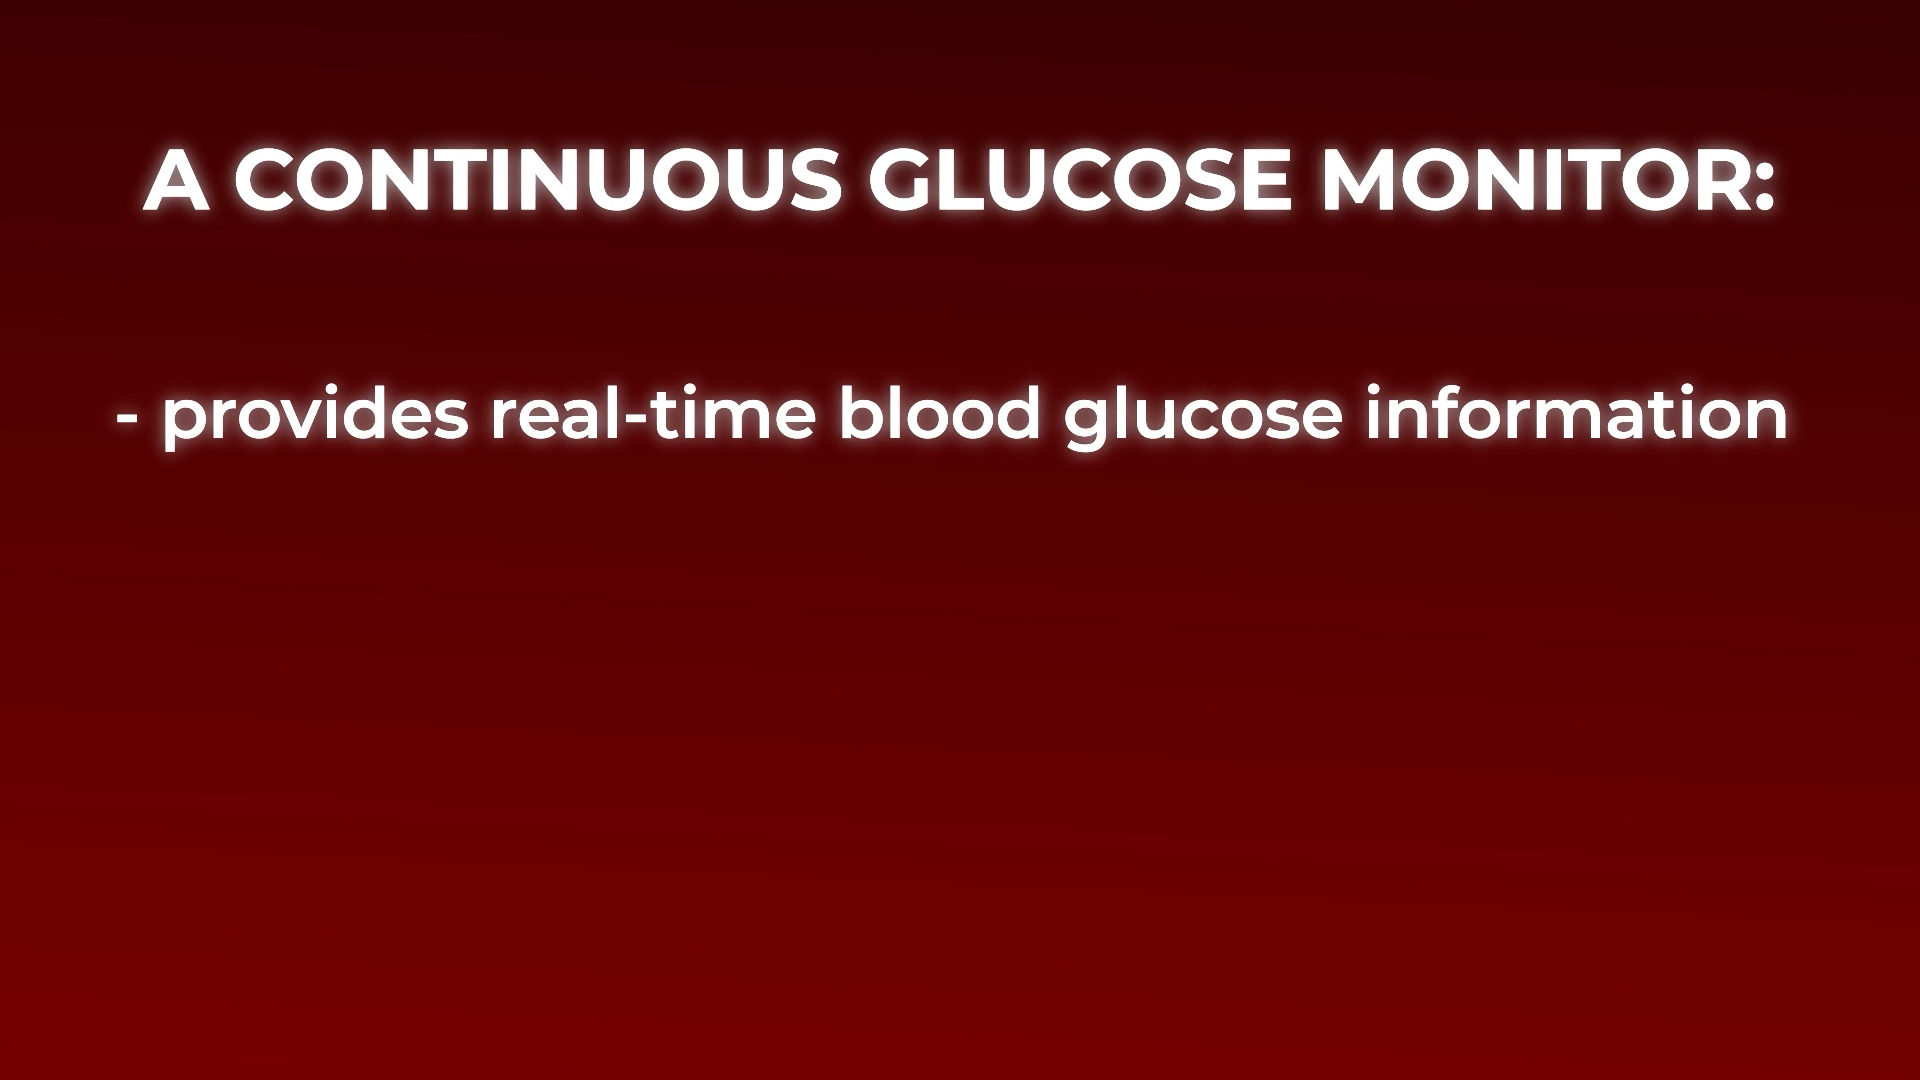 A CONTINUOUS GLUCOSE MONITOR:
- provides real-time blood glucose information